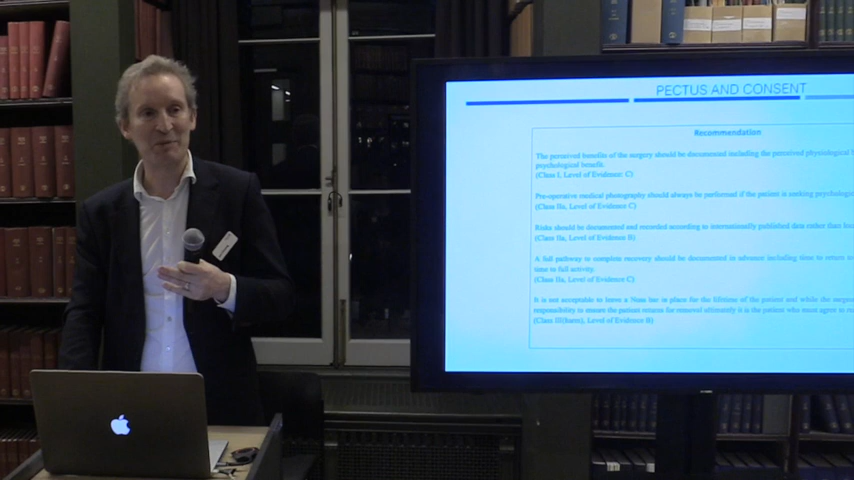 PECTUS AND CONSENT
Recommendation
The perceived benefits of the surgery should be documented including the perceived physiological
psychological benefit.
(Class I, Level of Evidence: C)
Pre-operative medical photography should always be performed if the patient is seeking
(Class IIa, Level of Evidence C)
Risks should be documented and recorded according to internationally published data rather than
(Class IIa, Level of Evidence B)
A full pathway to complete recovery should be documented in advance including time to return
time to full activity.
(Class IIa, Level of Evidence C)
It is not acceptable to leave a Nuss bar in place for the lifetime of the patient and while the
responsibility to ensure the patient returns for removal ultimately it is the patient who must agree to
(Class III(harm), Level of Evidence B)